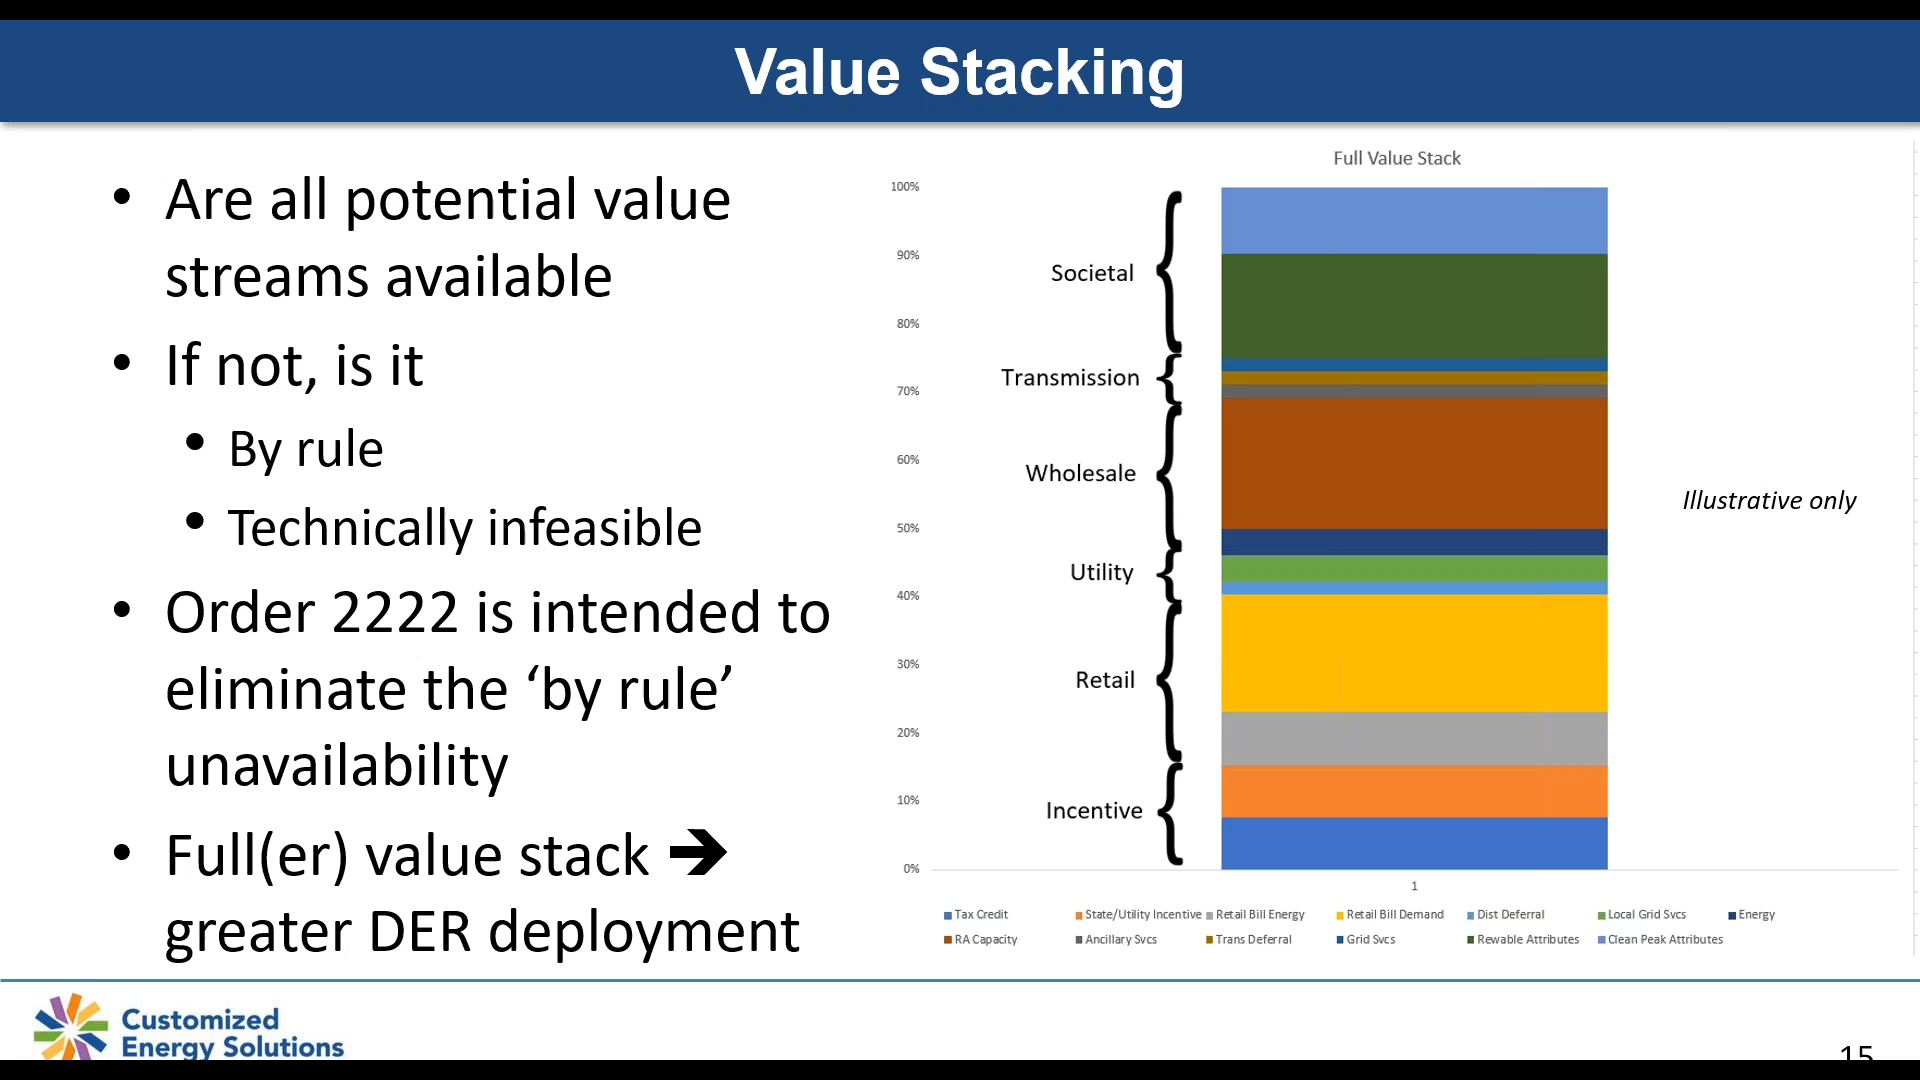 Value Stacking
• Are all potential value
streams available
• If not, is it
• By rule
• Technically infeasible
• Order 2222 is intended to
eliminate the ‘by rule’
unavailability
• Full(er) value stack ➔
greater DER deployment
Full Value Stack
100%
90%
80%
70%
60%
50%
40%
30%
20%
10%
0%
Societal
Transmission
Wholesale
Utility
Retail
Incentive
Illustrative only
1
Tax Credit State/Utility Incentive Retail Bill Energy Retail Bill Demand Dist Deferral Local Grid Svcs Energy
RA Capacity Ancillary Svcs Trans Deferral Grid Svcs Rewable Attributes Clean Peak Attributes
Customized
Energy Solutions
15